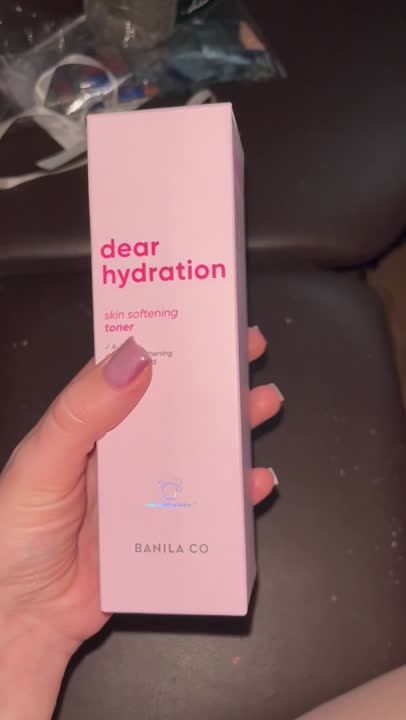 dear
hydration
skin softening
toner
BANILA CO